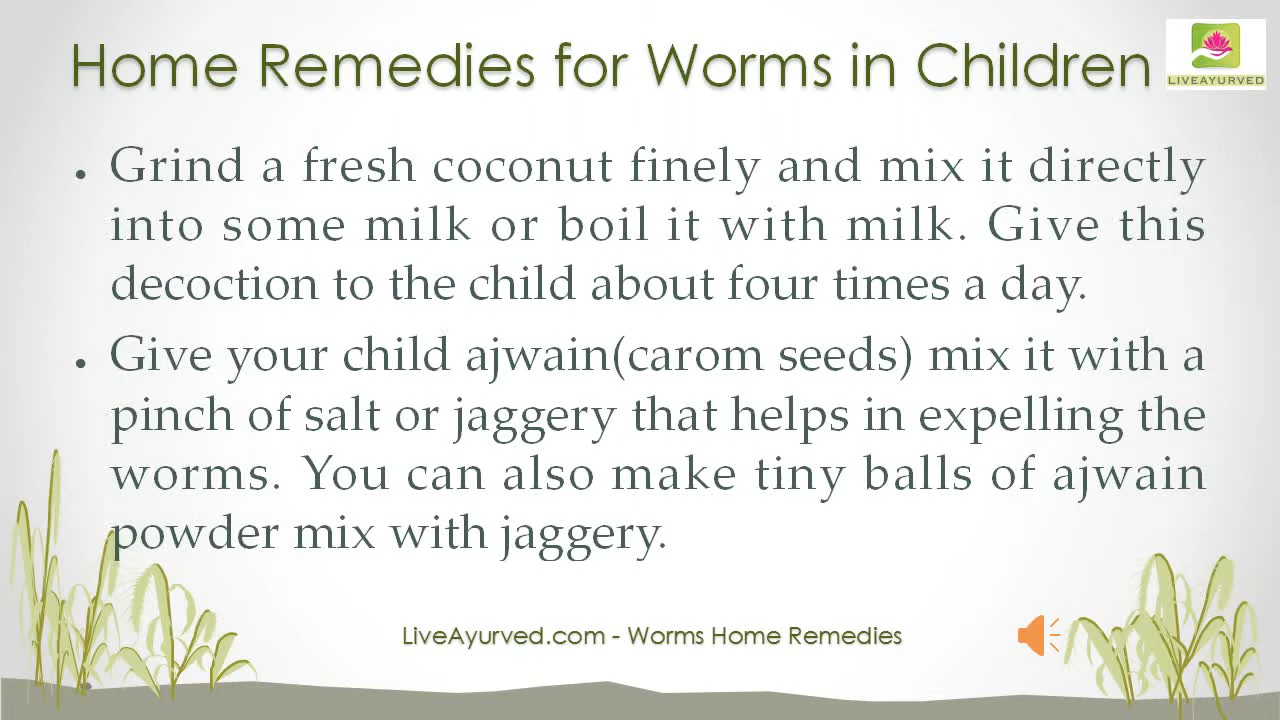 Home Remedies for Worms in Children
LIVEAYURVED
• Grind a fresh coconut finely and mix it directly
into some milk or boil it with milk. Give this
decoction to the child about four times a day.
• Give your child ajwain(carom seeds) mix it with a
pinch of salt or jaggery that helps in expelling the
worms. You can also make tiny balls of ajwain
powder mix with jaggery.
LiveAyurved.com - Worms Home Remedies